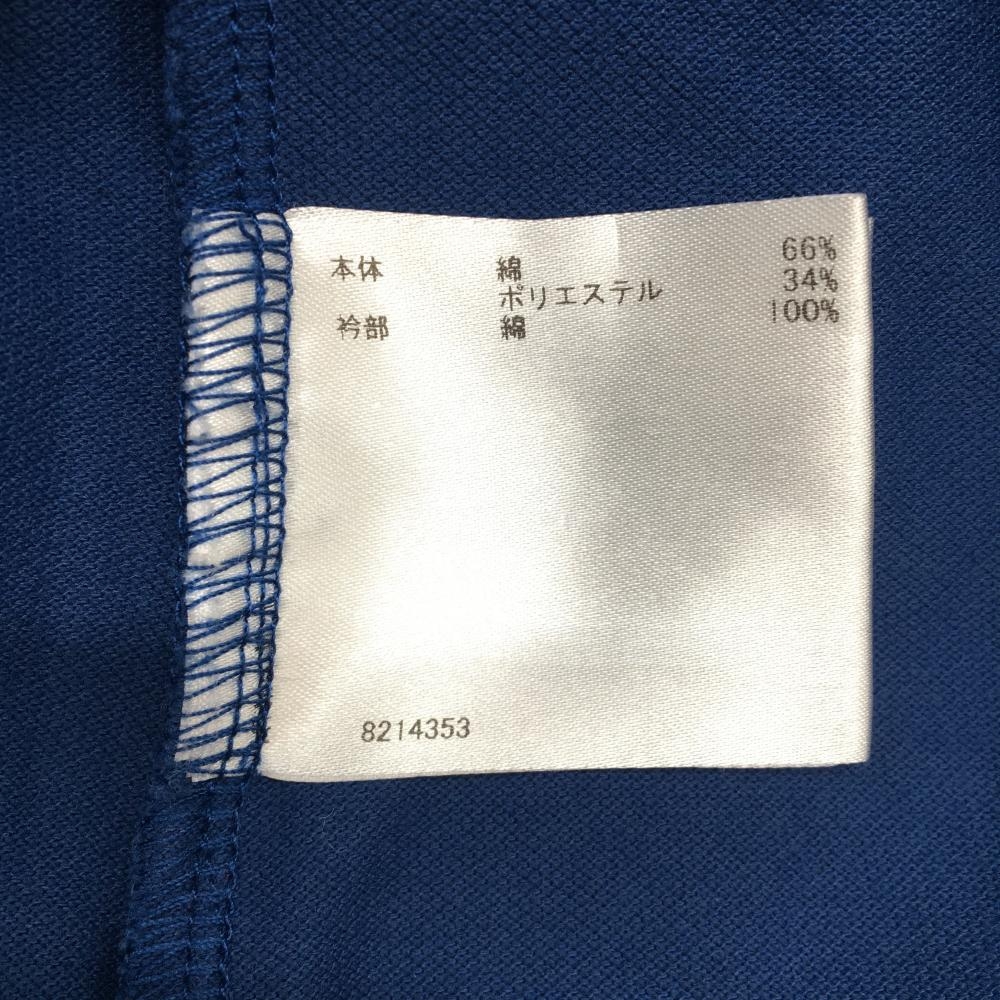 本体 綿 66%
ポリエステル 34%
衿部 綿 100%
8214353